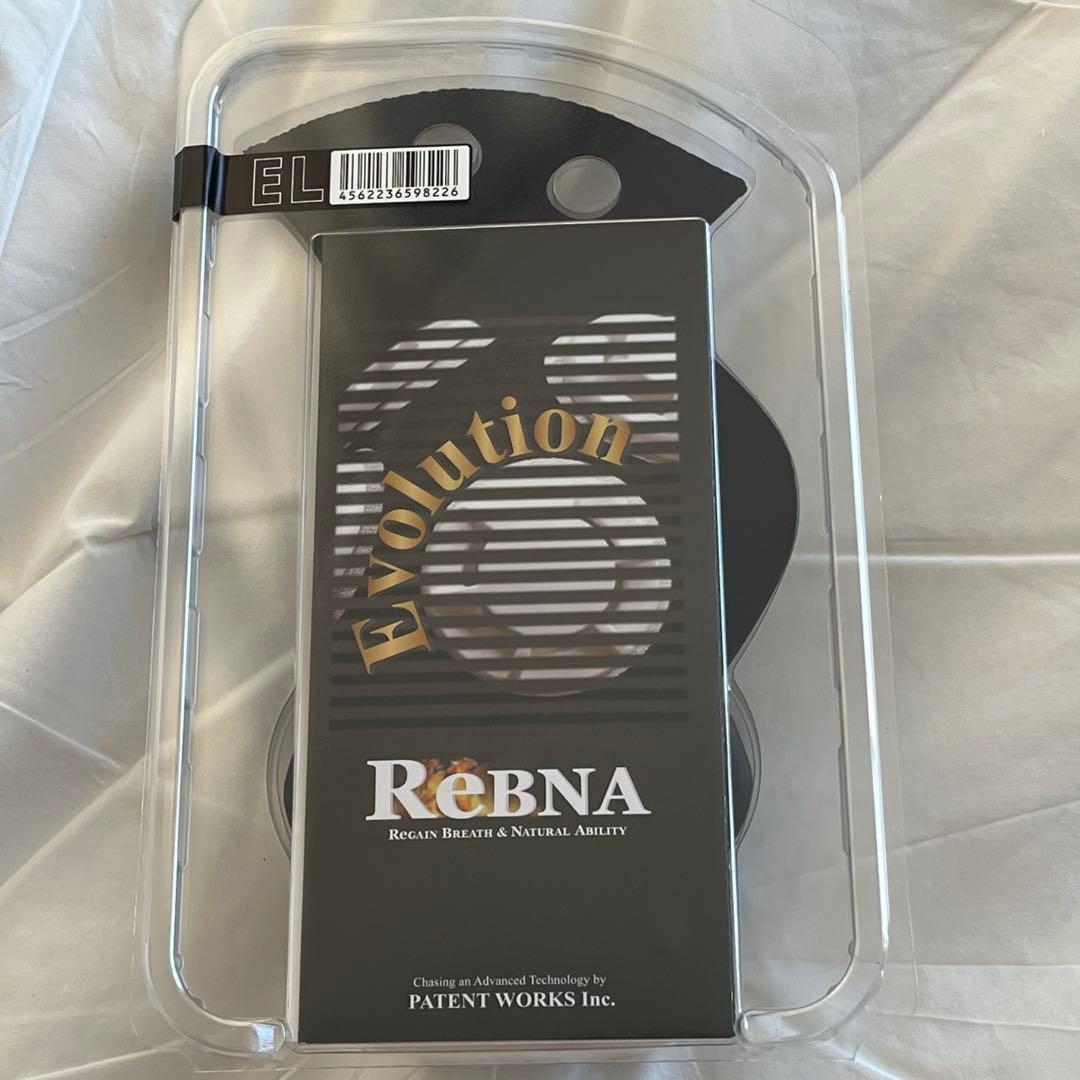 EL
4562236598226
Evolution
ReBNA
Regain Breath & Natural Ability
Chasing an Advanced Technology by
PATENT WORKS Inc.